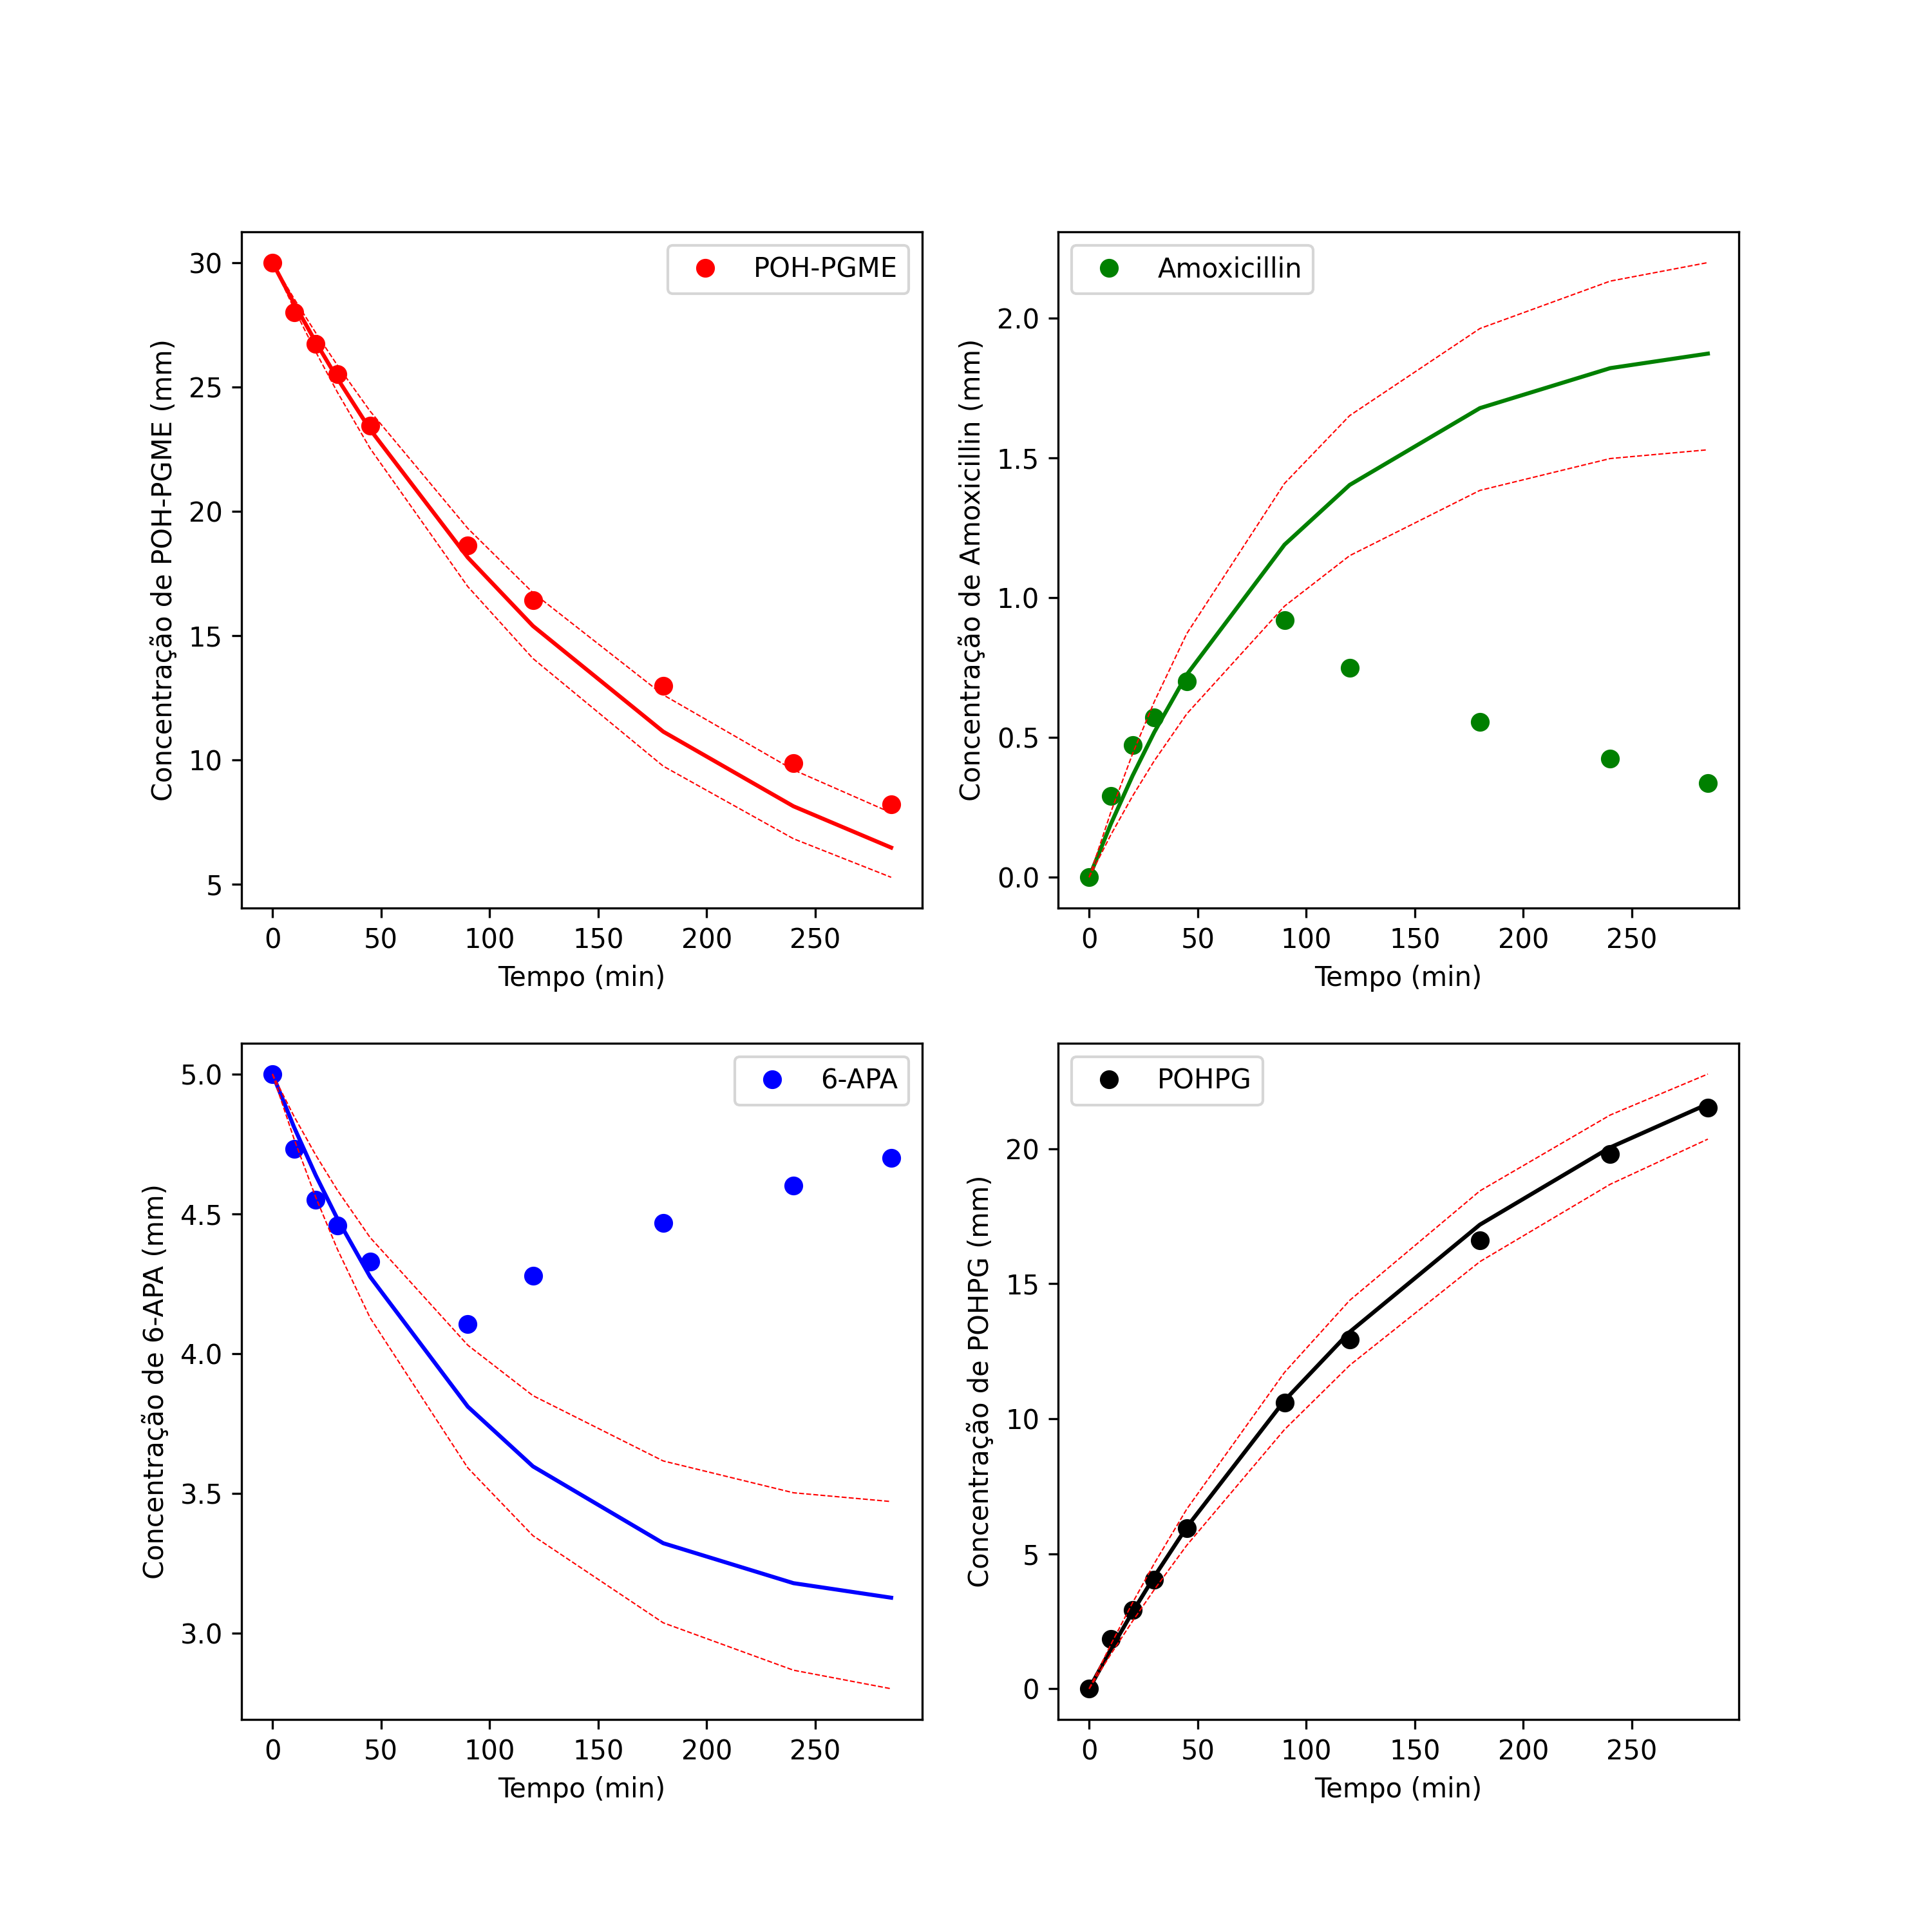 POH-PGME
30
25
20
15
10
5
Concentração de POH-PGME (mm)
0 50 100 150 200 250
Tempo (min)
Amoxicillin
2.0
1.5
1.0
0.5
0.0
Concentração de Amoxicillin (mm)
0 50 100 150 200 250
Tempo (min)
6-APA
5.0
4.5
4.0
3.5
3.0
Concentração de 6-APA (mm)
0 50 100 150 200 250
Tempo (min)
POHPG
20
15
10
5
0
Concentração de POHPG (mm)
0 50 100 150 200 250
Tempo (min)